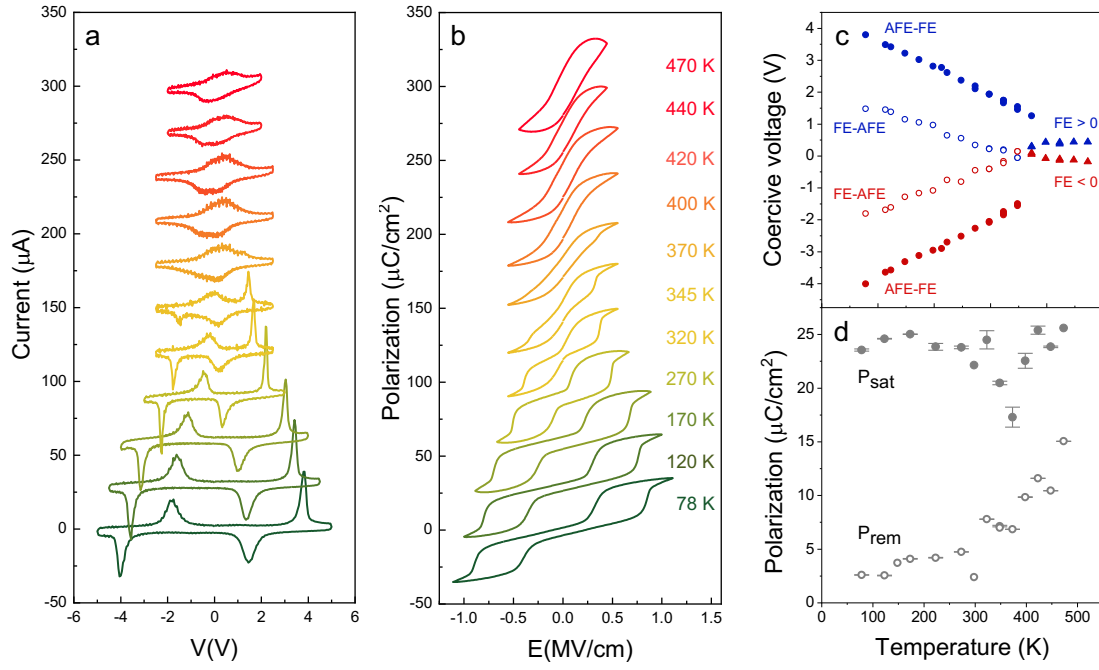 a
350
300
250
200
150
100
50
0
-50
Current (μA)
-6 -4 -2 0 2 4 6
V(V)
b
350
300
250
200
150
100
50
0
-50
Polarization (μC/cm²)
470 K
440 K
420 K
400 K
370 K
345 K
320 K
270 K
170 K
120 K
78 K
-1.0 -0.5 0.0 0.5 1.0 1.5
E(MV/cm)
c
AFE-FE
FE-AFE
FE > 0
FE-AFE
FE < 0
AFE-FE
4
3
2
1
0
-1
-2
-3
-4
Coercive voltage (V)
d
25
20
15
10
5
0
Polarization (μC/cm²)
Psat
Prem
0 100 200 300 400 500
Temperature (K)